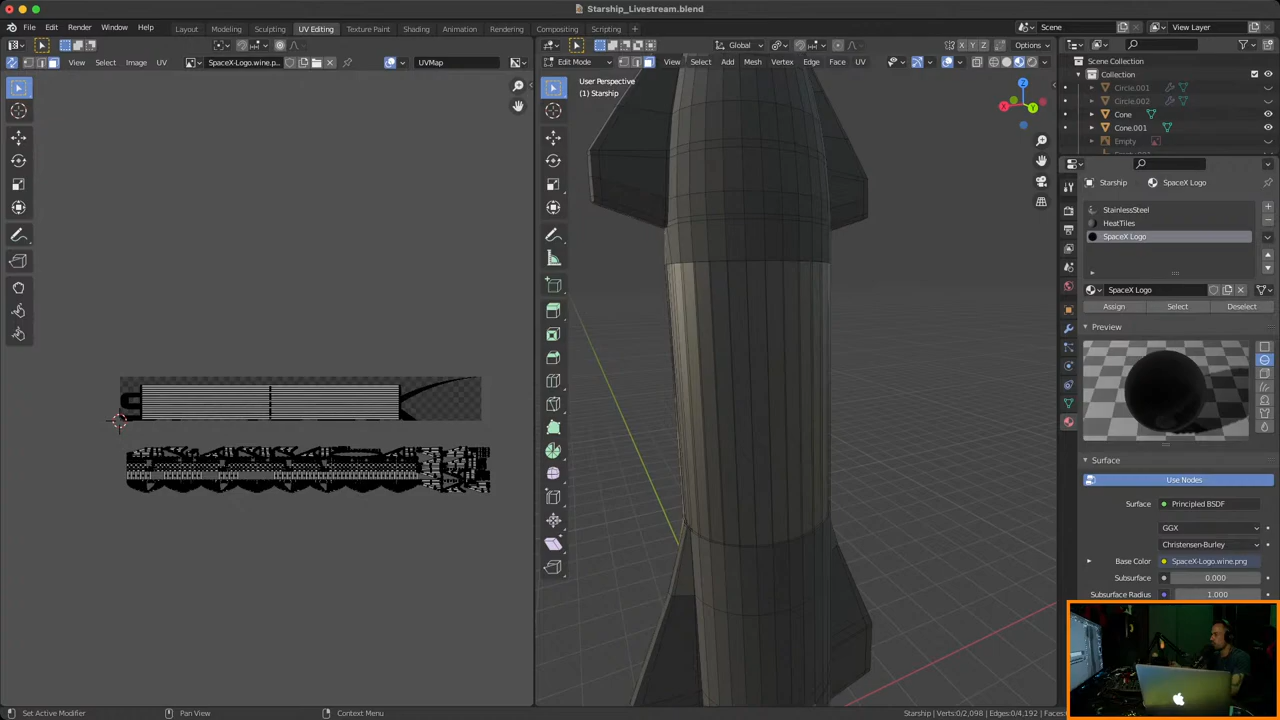 Starship_Livestream.blend
File Edit Render Window Help Layout Modeling Sculpting UV Editing Texture Paint Shading Animation Rendering Compositing Scripting Scene View Layer
Global Options
View Select Image UV SpaceX-Logo.wine.p... UVMap Edit Mode View Select Add Mesh Vertex Edge Face UV
User Perspective
(1) Starship
Scene Collection
Collection
Circle.001
Circle.002
Cone
Cone.001
Empty
Starship SpaceX Logo
StainlessSteel
HeatTiles
SpaceX Logo
SpaceX Logo
Assign Select Deselect
Preview
Surface
Use Nodes
Surface Principled BSDF
GGX
Christensen-Burley
Base Color SpaceX-Logo.wine.png
Subsurface 0.000
Subsurface Radius 1.000
Set Active Modifier Pan View Context Menu Starship | Verts:0/2,098 | Edges:0/4,192 | Faces: